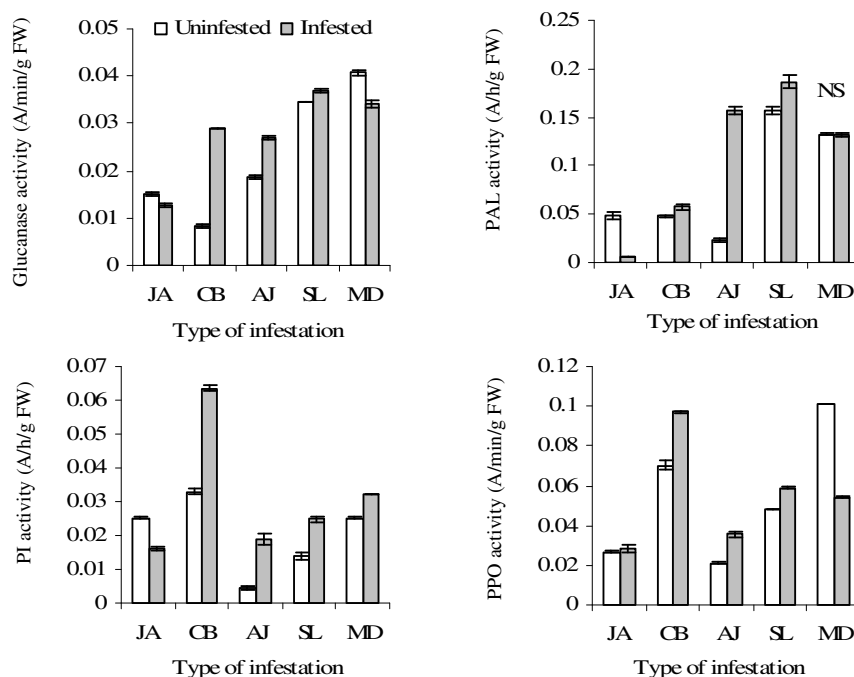 Glucanase activity (A/min/g FW)
0.05
0.04
0.03
0.02
0.01
0
Uninfested Infested
JA CB AJ SL MD
Type of infestation
PAL activity (A/h/g FW)
0.25
0.2
0.15
0.1
0.05
0
NS
JA CB AJ SL MD
Type of infestation
PI activity (A/h/g FW)
0.07
0.06
0.05
0.04
0.03
0.02
0.01
0
JA CB AJ SL MD
Type of infestation
PPO activity (A/min/g FW)
0.12
0.1
0.08
0.06
0.04
0.02
0
JA CB AJ SL MD
Type of infestation